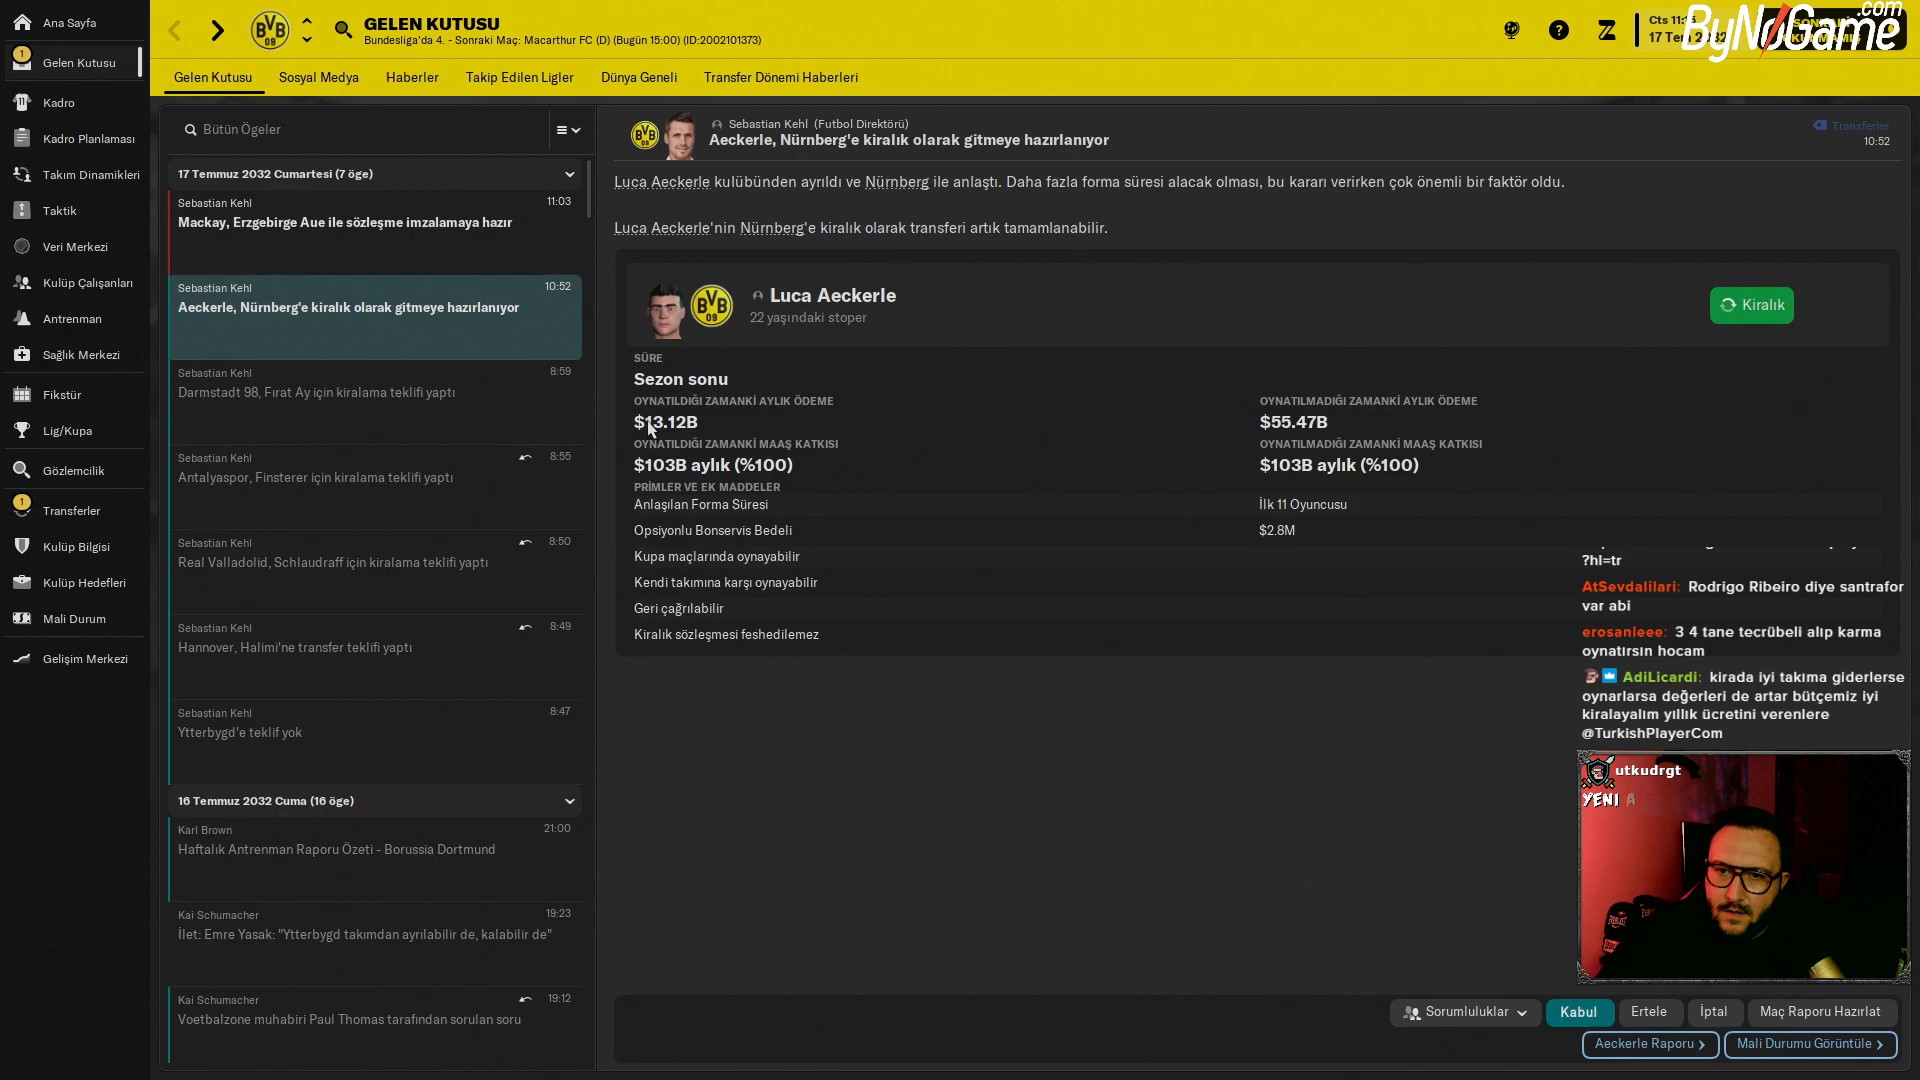 Ana Sayfa
1
Gelen Kutusu
Kadro
Kadro Planlaması
Takım Dinamikleri
Taktik
Veri Merkezi
Kulüp Çalışanları
Antrenman
Sağlık Merkezi
Fikstür
Lig/Kupa
Gözlemcilik
1
Transferler
Kulüp Bilgisi
Kulüp Hedefleri
Mali Durum
Gelişim Merkezi
BVB
09
GELEN KUTUSU
Bundesliga'da 4. - Sonraki Maç: Macarthur FC (D) (Bugün 15:00) (ID:2002101373)
ByNoGame
.com
Gelen Kutusu
Sosyal Medya
Haberler
Takip Edilen Ligler
Dünya Geneli
Transfer Dönemi Haberleri
Bütün Ögeler
17 Temmuz 2032 Cumartesi (7 öge)
Sebastian Kehl 11:03
Mackay, Erzgebirge Aue ile sözleşme imzalamaya hazır
Sebastian Kehl 10:52
Aeckerle, Nürnberg'e kiralık olarak gitmeye hazırlanıyor
Sebastian Kehl 8:59
Darmstadt 98, Fırat Ay için kiralama teklifi yaptı
Sebastian Kehl 8:55
Antalyaspor, Finsterer için kiralama teklifi yaptı
Sebastian Kehl 8:50
Real Valladolid, Schlaudraff için kiralama teklifi yaptı
Sebastian Kehl 8:49
Hannover, Halimi'ne transfer teklifi yaptı
Sebastian Kehl 8:47
Ytterbygd'e teklif yok
16 Temmuz 2032 Cuma (16 öge)
Karl Brown 21:00
Haftalık Antrenman Raporu Özeti - Borussia Dortmund
Kai Schumacher 19:23
İlet: Emre Yasak: "Ytterbygd takımdan ayrılabilir de, kalabilir de"
Kai Schumacher 19:12
Voetbalzone muhabiri Paul Thomas tarafından sorulan soru
BVB
09
Sebastian Kehl (Futbol Direktörü)
Aeckerle, Nürnberg'e kiralık olarak gitmeye hazırlanıyor
Transferler
10:52
Luca Aeckerle kulübünden ayrıldı ve Nürnberg ile anlaştı. Daha fazla forma süresi alacak olması, bu kararı verirken çok önemli bir faktör oldu.
Luca Aeckerle'nin Nürnberg'e kiralık olarak transferi artık tamamlanabilir.
BVB
09
Luca Aeckerle
22 yaşındaki stoper
Kiralık
SÜRE
Sezon sonu
OYNATILDIĞI ZAMANKİ AYLIK ÖDEME
$13.12B
OYNATILMADIĞI ZAMANKİ AYLIK ÖDEME
$55.47B
OYNATILDIĞI ZAMANKİ MAAŞ KATKISI
$103B aylık (%100)
OYNATILMADIĞI ZAMANKİ MAAŞ KATKISI
$103B aylık (%100)
PRİMLER VE EK MADDELER
Anlaşılan Forma Süresi İlk 11 Oyuncusu
Opsiyonlu Bonservis Bedeli $2.8M
Kupa maçlarında oynayabilir
Kendi takımına karşı oynayabilir
Geri çağrılabilir
Kiralık sözleşmesi feshedilemez
?hl=tr
AtSevdalilari: Rodrigo Ribeiro diye santrafor
var abi
erosanleee: 3 4 tane tecrübeli alıp karma
oynatırsın hocam
AdiLicardi: kirada iyi takıma giderlerse
oynarlarsa değerleri de artar bütçemiz iyi
kiralayalım yıllık ücretini verenlere
@TurkishPlayerCom
utkudrgt
YENI A
Sorumluluklar
Kabul
Ertele
İptal
Maç Raporu Hazırlat
Aeckerle Raporu
Mali Durumu Görüntüle